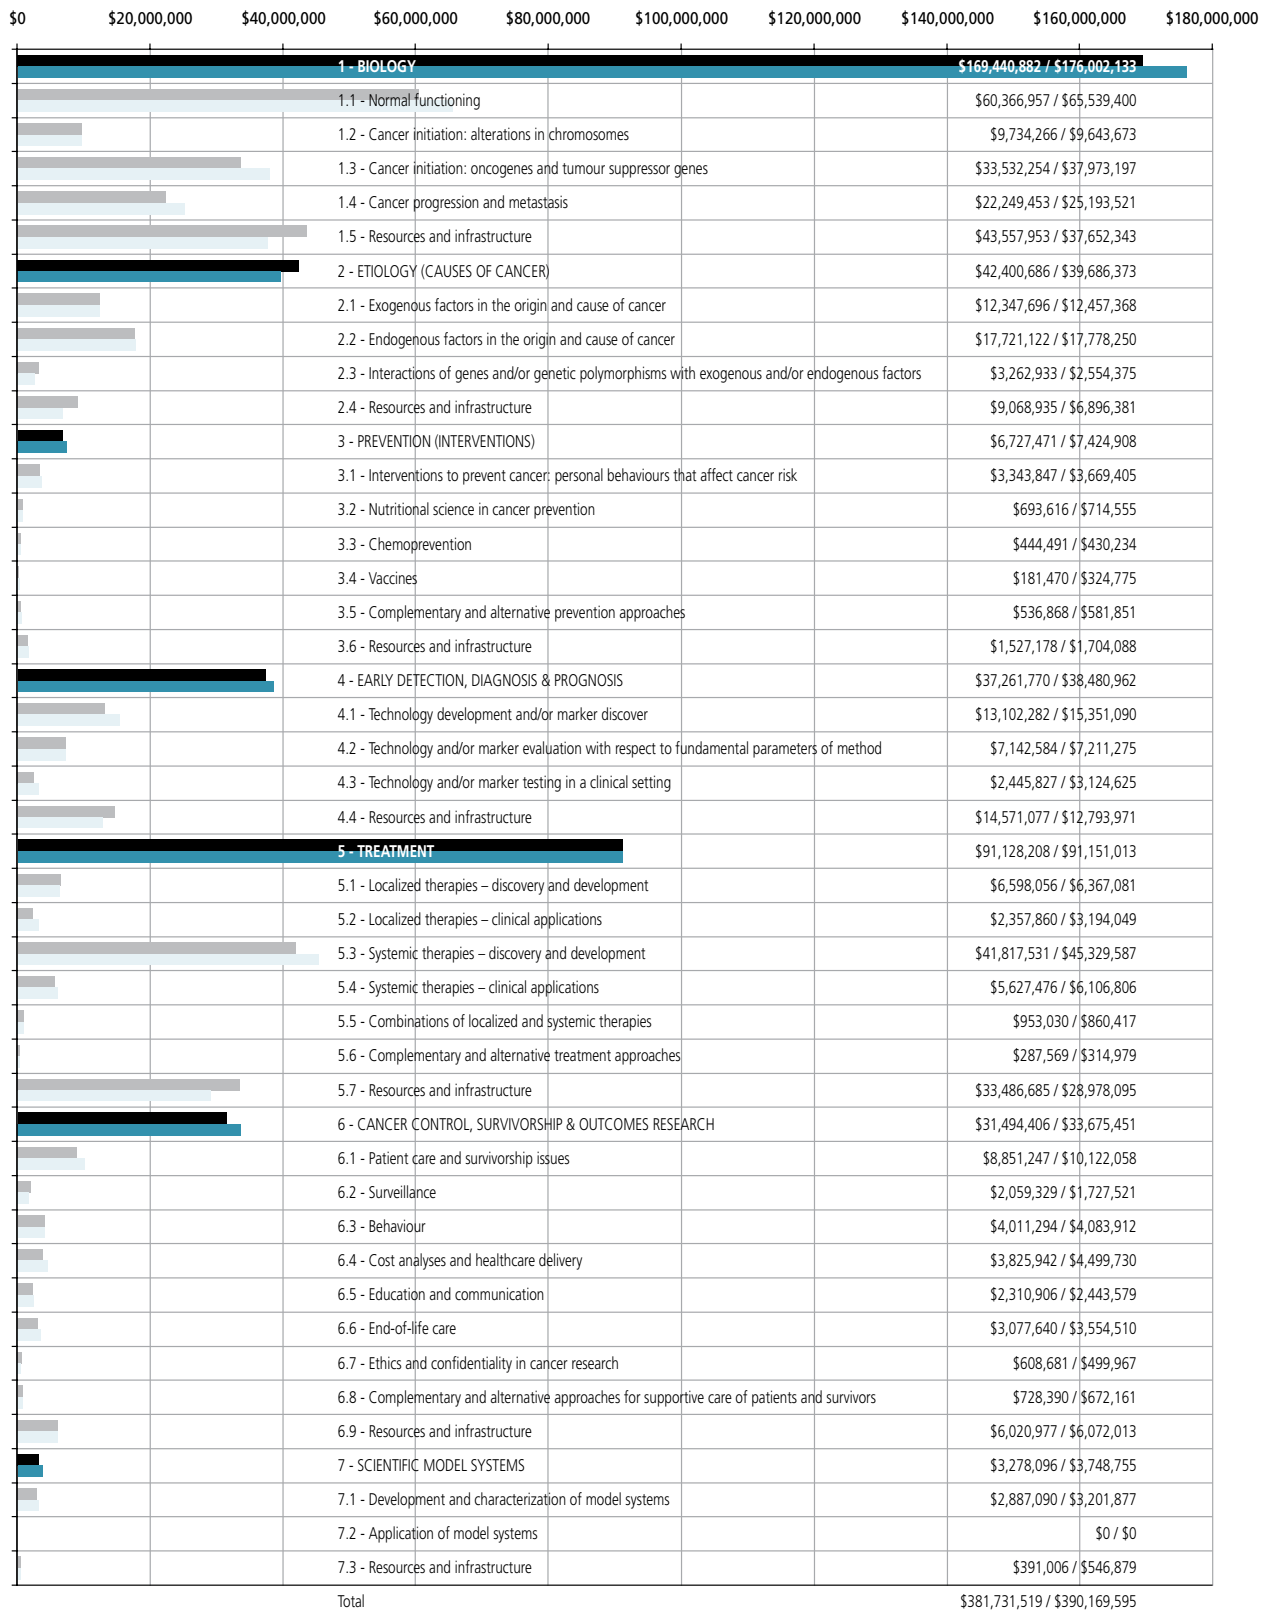 $0 $20,000,000 $40,000,000 $60,000,000 $80,000,000 $100,000,000 $120,000,000 $140,000,000 $160,000,000 $180,000,000
1 - BIOLOGY $169,440,882 / $176,002,133
1.1 - Normal functioning $60,366,957 / $65,539,400
1.2 - Cancer initiation: alterations in chromosomes $9,734,266 / $9,643,673
1.3 - Cancer initiation: oncogenes and tumour suppressor genes $33,532,254 / $37,973,197
1.4 - Cancer progression and metastasis $22,249,453 / $25,193,521
1.5 - Resources and infrastructure $43,557,953 / $37,652,343
2 - ETIOLOGY (CAUSES OF CANCER) $42,400,686 / $39,686,373
2.1 - Exogenous factors in the origin and cause of cancer $12,347,696 / $12,457,368
2.2 - Endogenous factors in the origin and cause of cancer $17,721,122 / $17,778,250
2.3 - Interactions of genes and/or genetic polymorphisms with exogenous and/or endogenous factors $3,262,933 / $2,554,375
2.4 - Resources and infrastructure $9,068,935 / $6,896,381
3 - PREVENTION (INTERVENTIONS) $6,727,471 / $7,424,908
3.1 - Interventions to prevent cancer: personal behaviours that affect cancer risk $3,343,847 / $3,669,405
3.2 - Nutritional science in cancer prevention $693,616 / $714,555
3.3 - Chemoprevention $444,491 / $430,234
3.4 - Vaccines $181,470 / $324,775
3.5 - Complementary and alternative prevention approaches $536,868 / $581,851
3.6 - Resources and infrastructure $1,527,178 / $1,704,088
4 - EARLY DETECTION, DIAGNOSIS & PROGNOSIS $37,261,770 / $38,480,962
4.1 - Technology development and/or marker discover $13,102,282 / $15,351,090
4.2 - Technology and/or marker evaluation with respect to fundamental parameters of method $7,142,584 / $7,211,275
4.3 - Technology and/or marker testing in a clinical setting $2,445,827 / $3,124,625
4.4 - Resources and infrastructure $14,571,077 / $12,793,971
5 - TREATMENT $91,128,208 / $91,151,013
5.1 - Localized therapies – discovery and development $6,598,056 / $6,367,081
5.2 - Localized therapies – clinical applications $2,357,860 / $3,194,049
5.3 - Systemic therapies – discovery and development $41,817,531 / $45,329,587
5.4 - Systemic therapies – clinical applications $5,627,476 / $6,106,806
5.5 - Combinations of localized and systemic therapies $953,030 / $860,417
5.6 - Complementary and alternative treatment approaches $287,569 / $314,979
5.7 - Resources and infrastructure $33,486,685 / $28,978,095
6 - CANCER CONTROL, SURVIVORSHIP & OUTCOMES RESEARCH $31,494,406 / $33,675,451
6.1 - Patient care and survivorship issues $8,851,247 / $10,122,058
6.2 - Surveillance $2,059,329 / $1,727,521
6.3 - Behaviour $4,011,294 / $4,083,912
6.4 - Cost analyses and healthcare delivery $3,825,942 / $4,499,730
6.5 - Education and communication $2,310,906 / $2,443,579
6.6 - End-of-life care $3,077,640 / $3,554,510
6.7 - Ethics and confidentiality in cancer research $608,681 / $499,967
6.8 - Complementary and alternative approaches for supportive care of patients and survivors $728,390 / $672,161
6.9 - Resources and infrastructure $6,020,977 / $6,072,013
7 - SCIENTIFIC MODEL SYSTEMS $3,278,096 / $3,748,755
7.1 - Development and characterization of model systems $2,887,090 / $3,201,877
7.2 - Application of model systems $0 / $0
7.3 - Resources and infrastructure $391,006 / $546,879
Total $381,731,519 / $390,169,595